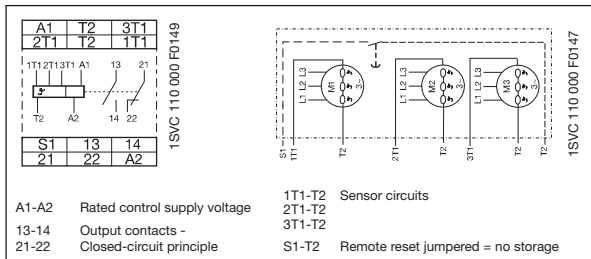 A1 T2 3T1
2T1 T2 1T1
1T1 2T1 3T1 A1 13 21
ϑ
T2 A2 14 22
S1 13 14
21 22 A2
1SVC 110 000 F0149
L1 L2 L3 M1 3~
L1 L2 L3 M2 3~
L1 L2 L3 M3 3~
S1 1T1 T2 2T1 T2 3T1 T2 T2
1SVC 110 000 F0147
A1-A2 Rated control supply voltage
13-14 Output contacts -
21-22 Closed-circuit principle
1T1-T2 Sensor circuits
2T1-T2
3T1-T2
S1-T2 Remote reset jumpered = no storage